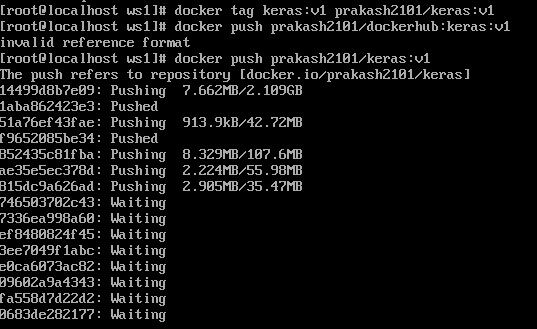 [root@localhost ws1]# docker tag keras:v1 prakash2101/keras:v1
[root@localhost ws1]# docker push prakash2101/dockerhub:keras:v1
invalid reference format
[root@localhost ws1]# docker push prakash2101/keras:v1
The push refers to repository [docker.io/prakash2101/keras]
14499d8b7e09: Pushing  7.662MB/2.109GB
1aba862423e3: Pushed
51a76ef43fae: Pushing  913.9kB/42.72MB
f9652085be34: Pushed
852435c81fba: Pushing  8.329MB/107.6MB
ae35e5ec378d: Pushing  2.224MB/55.98MB
815dc9a626ad: Pushing  2.905MB/35.47MB
746503702c43: Waiting
7336ea998a60: Waiting
ef8480824f45: Waiting
3ee7049f1abc: Waiting
e0ca6073ac82: Waiting
09602a9a4343: Waiting
fa558d7d22d2: Waiting
0683de282177: Waiting